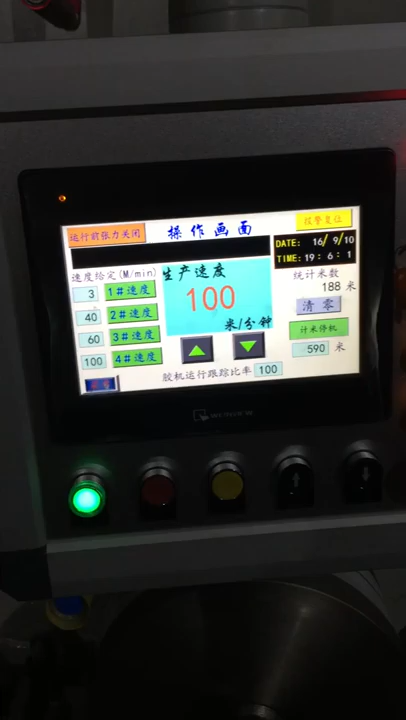 运行前张力关闭
操作画面
报警复位
DATE: 16/ 9/10
TIME: 19: 6: 1
速度给定(M/min)
生产速度
统计米数
3 1#速度
100
188 米
40 2#速度
清零
米/分钟
60 3#速度
计米停机
100 4#速度
590 米
胶机运行跟踪比率 100